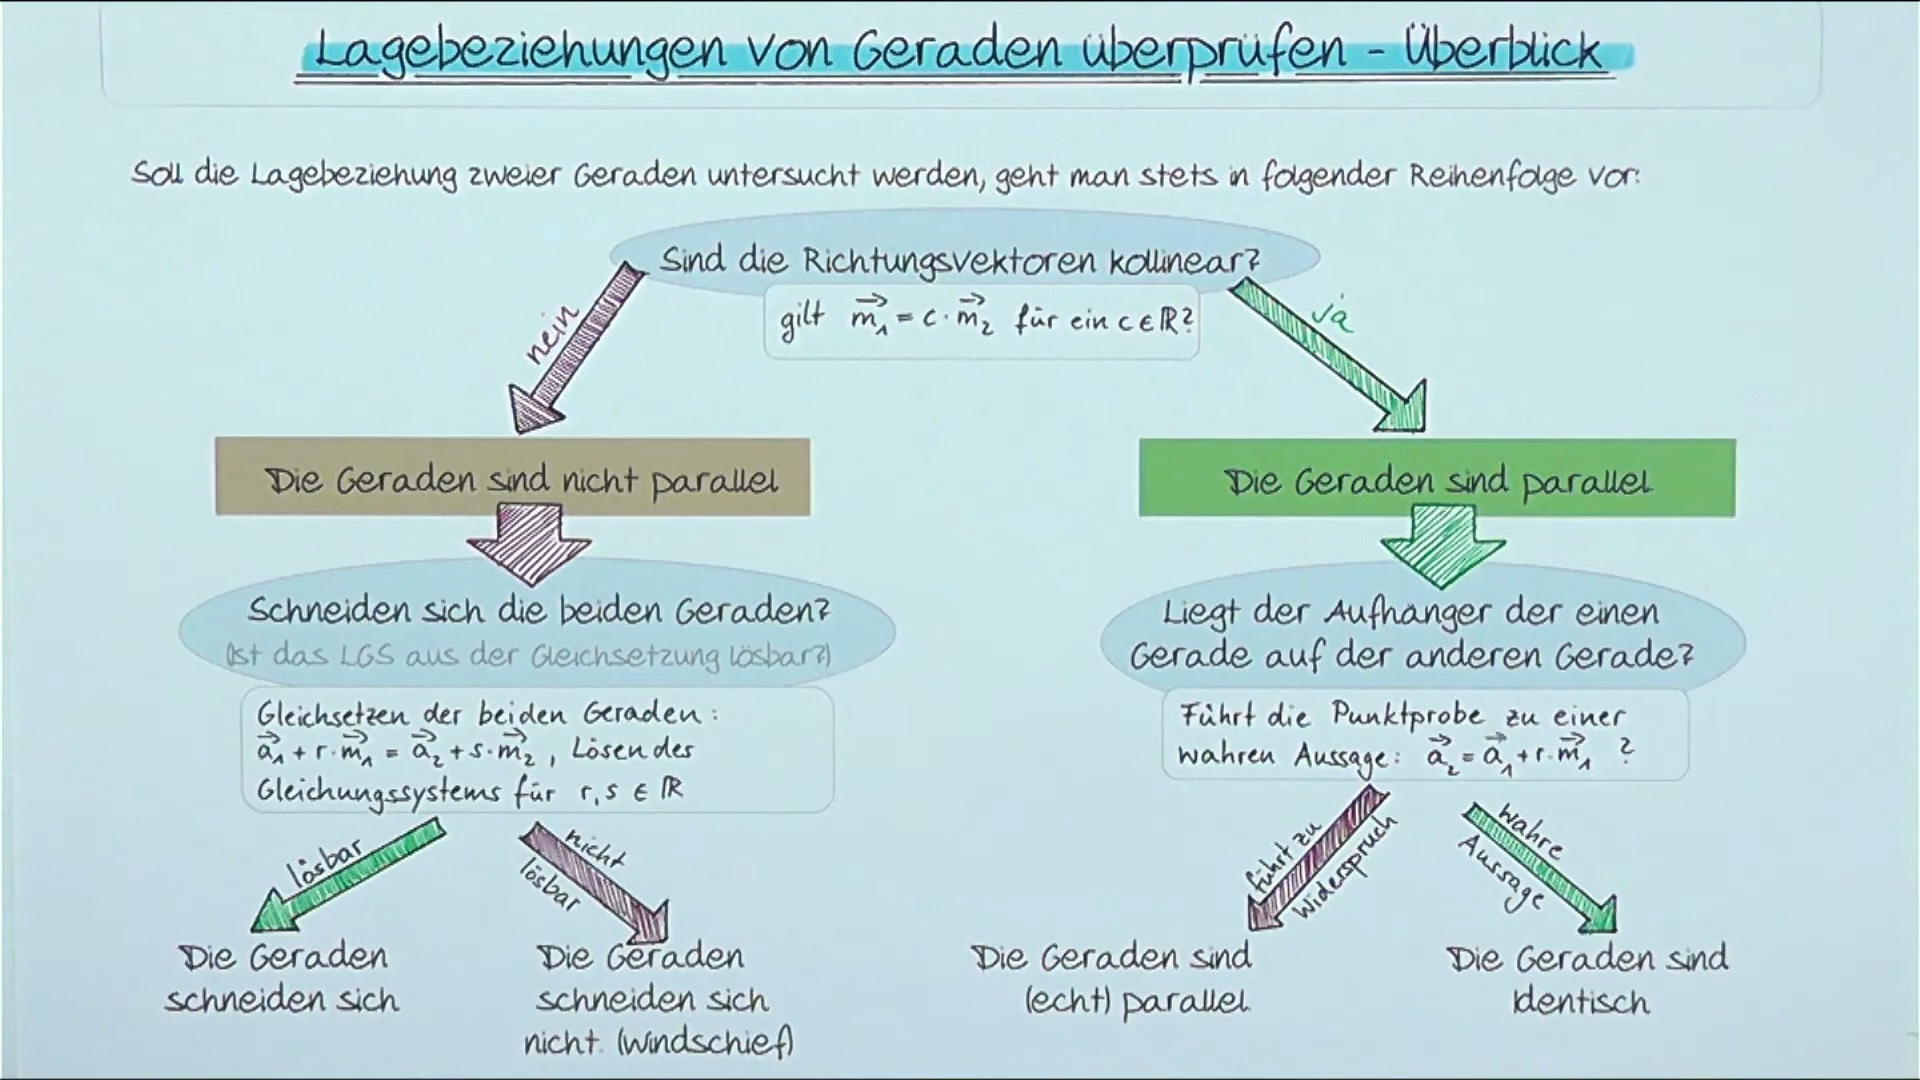 Lagebeziehungen von Geraden überprüfen - Überblick
Soll die Lagebeziehung zweier Geraden untersucht werden, geht man stets in folgender Reihenfolge vor:
Sind die Richtungsvektoren kollinear?
gilt m⃗₁ = c · m⃗₂ für ein c ∈ ℝ?
nein
ja
Die Geraden sind nicht parallel
Die Geraden sind parallel
Schneiden sich die beiden Geraden?
(Ist das LGS aus der Gleichsetzung lösbar?)
Gleichsetzen der beiden Geraden:
a⃗₁ + r · m⃗₁ = a⃗₂ + s · m⃗₂, Lösen des
Gleichungssystems für r, s ∈ ℝ
Liegt der Aufhänger der einen
Gerade auf der anderen Gerade?
Führt die Punktprobe zu einer
wahren Aussage: a⃗₂ = a⃗₁ + r · m⃗₁ ?
lösbar
nicht
lösbar
führt zu
Widerspruch
wahre
Aussage
Die Geraden
schneiden sich
Die Geraden
schneiden sich
nicht. (windschief)
Die Geraden sind
(echt) parallel
Die Geraden sind
identisch